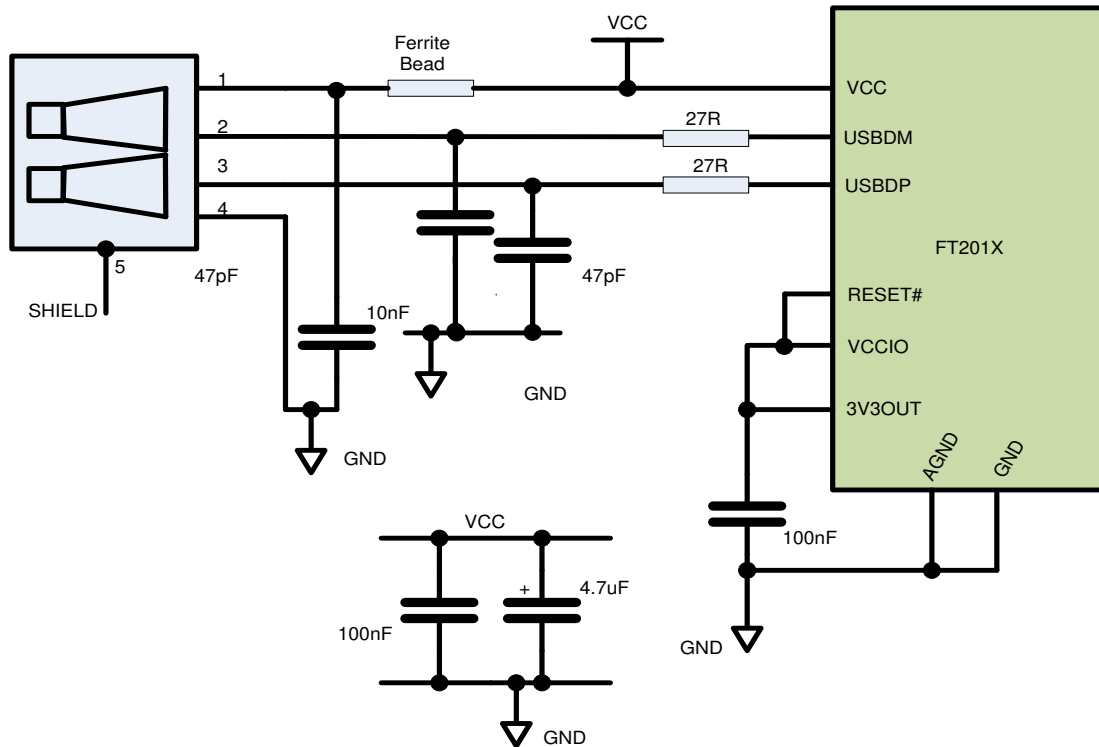 VCC
Ferrite
Bead
1
VCC
27R
2
USBDM
27R
3
USBDP
4
FT201X
5
47pF
47pF
SHIELD
10nF
RESET#
VCCIO
GND
3V3OUT
GND
AGND
GND
VCC
100nF
+
4.7uF
100nF
GND
GND